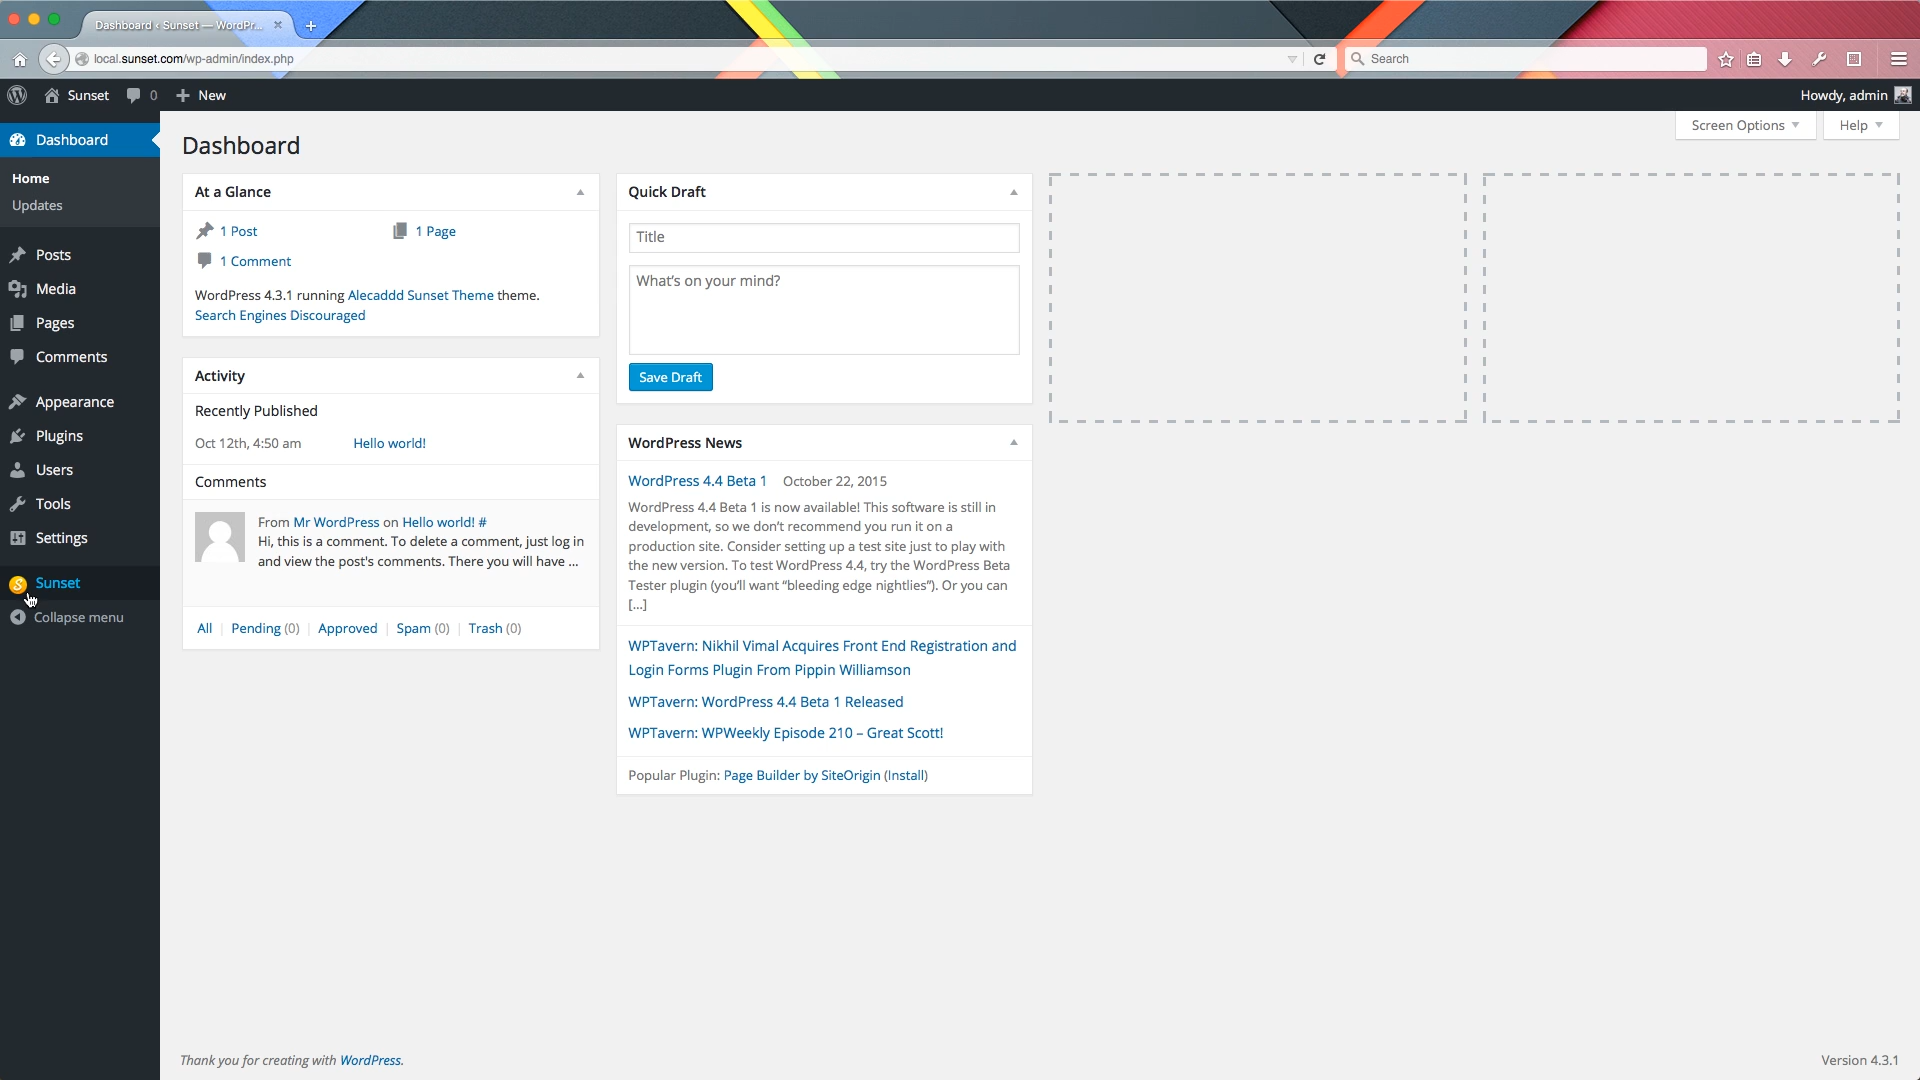 Dashboard ‹ Sunset — WordPr...
local.sunset.com/wp-admin/index.php
Search
Sunset
0
New
Howdy, admin
Dashboard
Home
Updates
Posts
Media
Pages
Comments
Appearance
Plugins
Users
Tools
Settings
Sunset
Collapse menu
Dashboard
Screen Options
Help
At a Glance
1 Post
1 Page
1 Comment
WordPress 4.3.1 running Alecaddd Sunset Theme theme.
Search Engines Discouraged
Activity
Recently Published
Oct 12th, 4:50 am
Hello world!
Comments
From Mr WordPress on Hello world! #
Hi, this is a comment. To delete a comment, just log in
and view the post's comments. There you will have ...
All
Pending (0)
Approved
Spam (0)
Trash (0)
Quick Draft
Title
What's on your mind?
Save Draft
WordPress News
WordPress 4.4 Beta 1 October 22, 2015
WordPress 4.4 Beta 1 is now available! This software is still in
development, so we don’t recommend you run it on a
production site. Consider setting up a test site just to play with
the new version. To test WordPress 4.4, try the WordPress Beta
Tester plugin (you’ll want “bleeding edge nightlies”). Or you can
[...]
WPTavern: Nikhil Vimal Acquires Front End Registration and
Login Forms Plugin From Pippin Williamson
WPTavern: WordPress 4.4 Beta 1 Released
WPTavern: WPWeekly Episode 210 – Great Scott!
Popular Plugin: Page Builder by SiteOrigin (Install)
Thank you for creating with WordPress.
Version 4.3.1